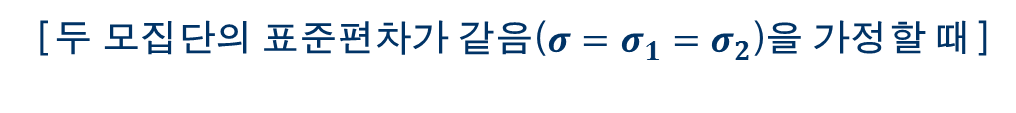 [두 모집단의 표준편차가 같음(σ = σ₁ = σ₂)을 가정할 때]